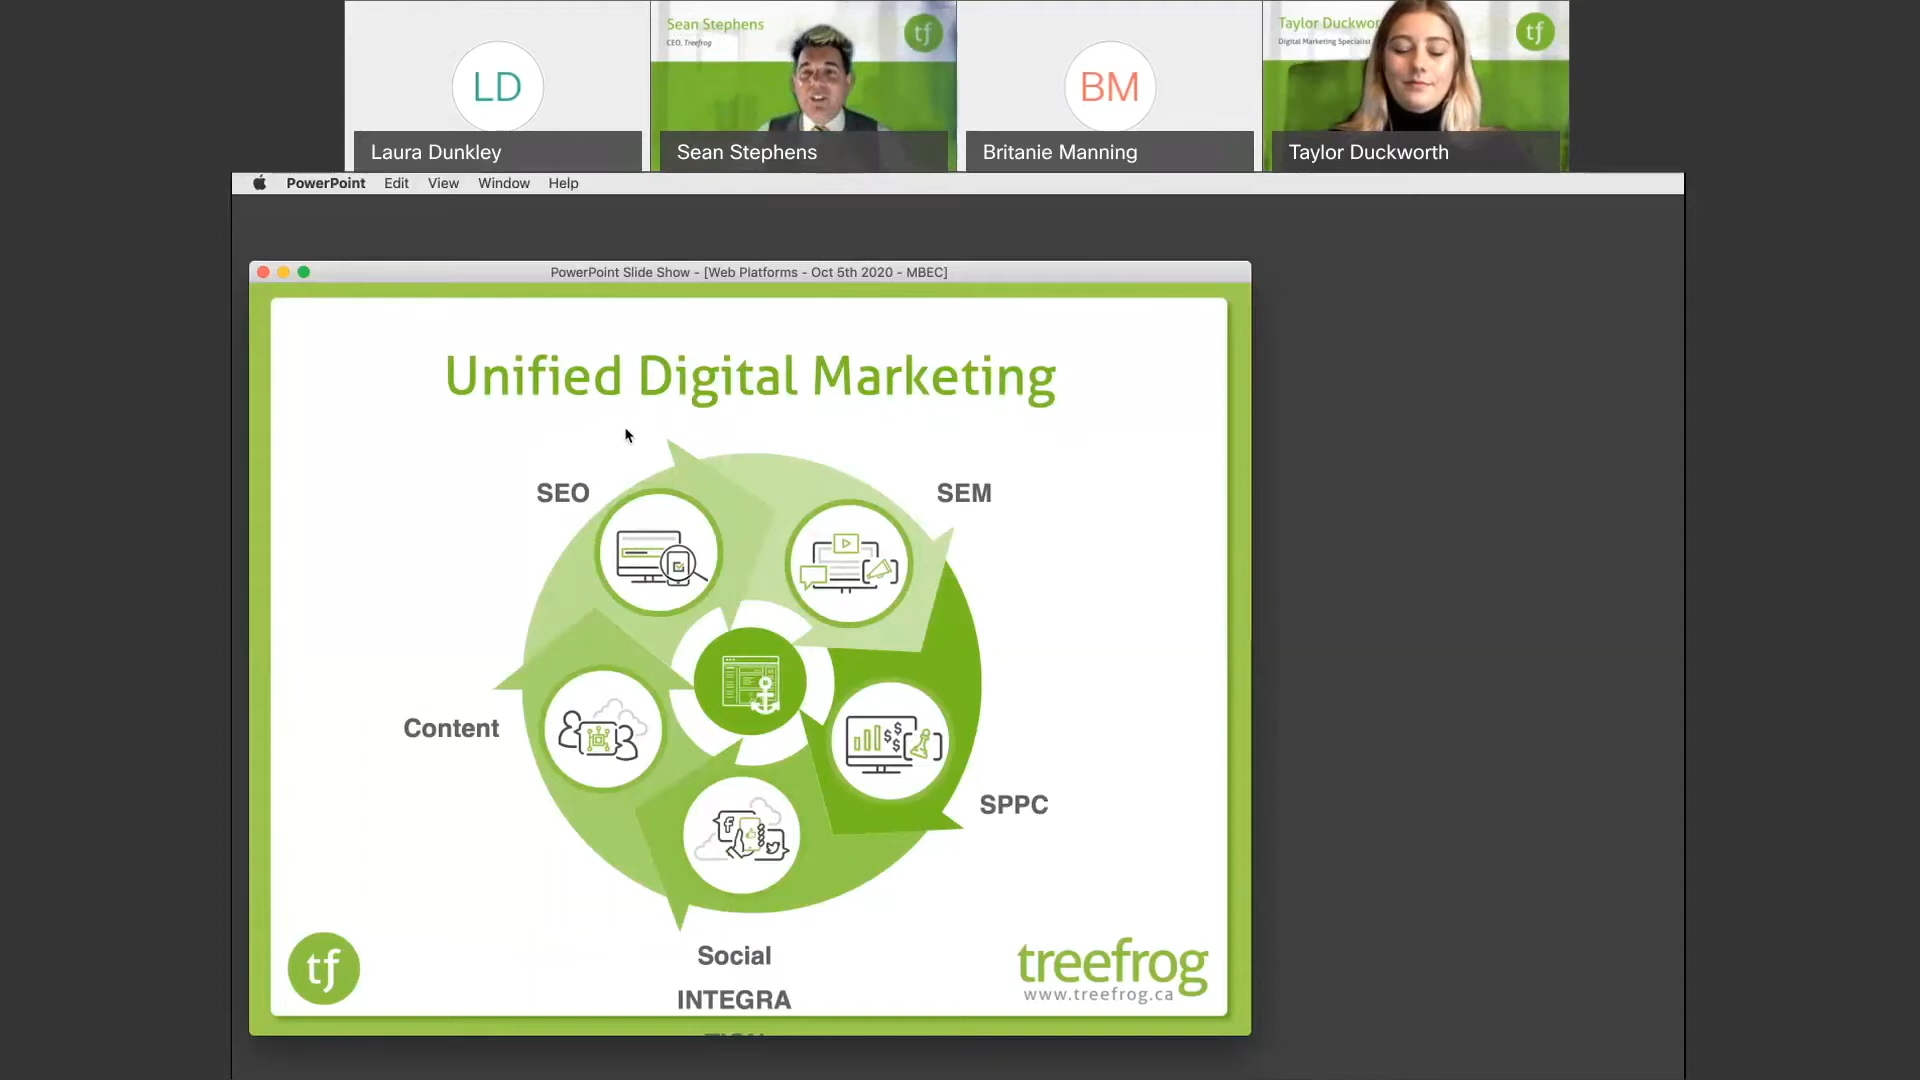 LD
Laura Dunkley
Sean Stephens
CEO, Treefrog
tf
Sean Stephens
BM
Britanie Manning
Taylor Duckwor
Digital Marketing Specialist
tf
Taylor Duckworth
PowerPoint Edit View Window Help
PowerPoint Slide Show - [Web Platforms - Oct 5th 2020 - MBEC]
Unified Digital Marketing
SEO
SEM
Content
$
$
$
SPPC
f
Social
INTEGRA
tf
treefrog
www.treefrog.ca